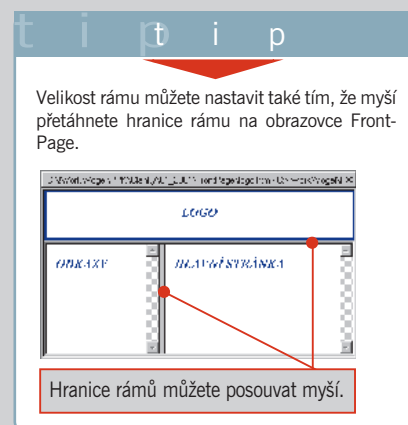 tip
Velikost rámu můžete nastavit také tím, že myší
přetáhnete hranice rámu na obrazovce Front-
Page.
LOGO
ODKAZY
HLAVNÍ STRÁNKA
Hranice rámů můžete posouvat myší.